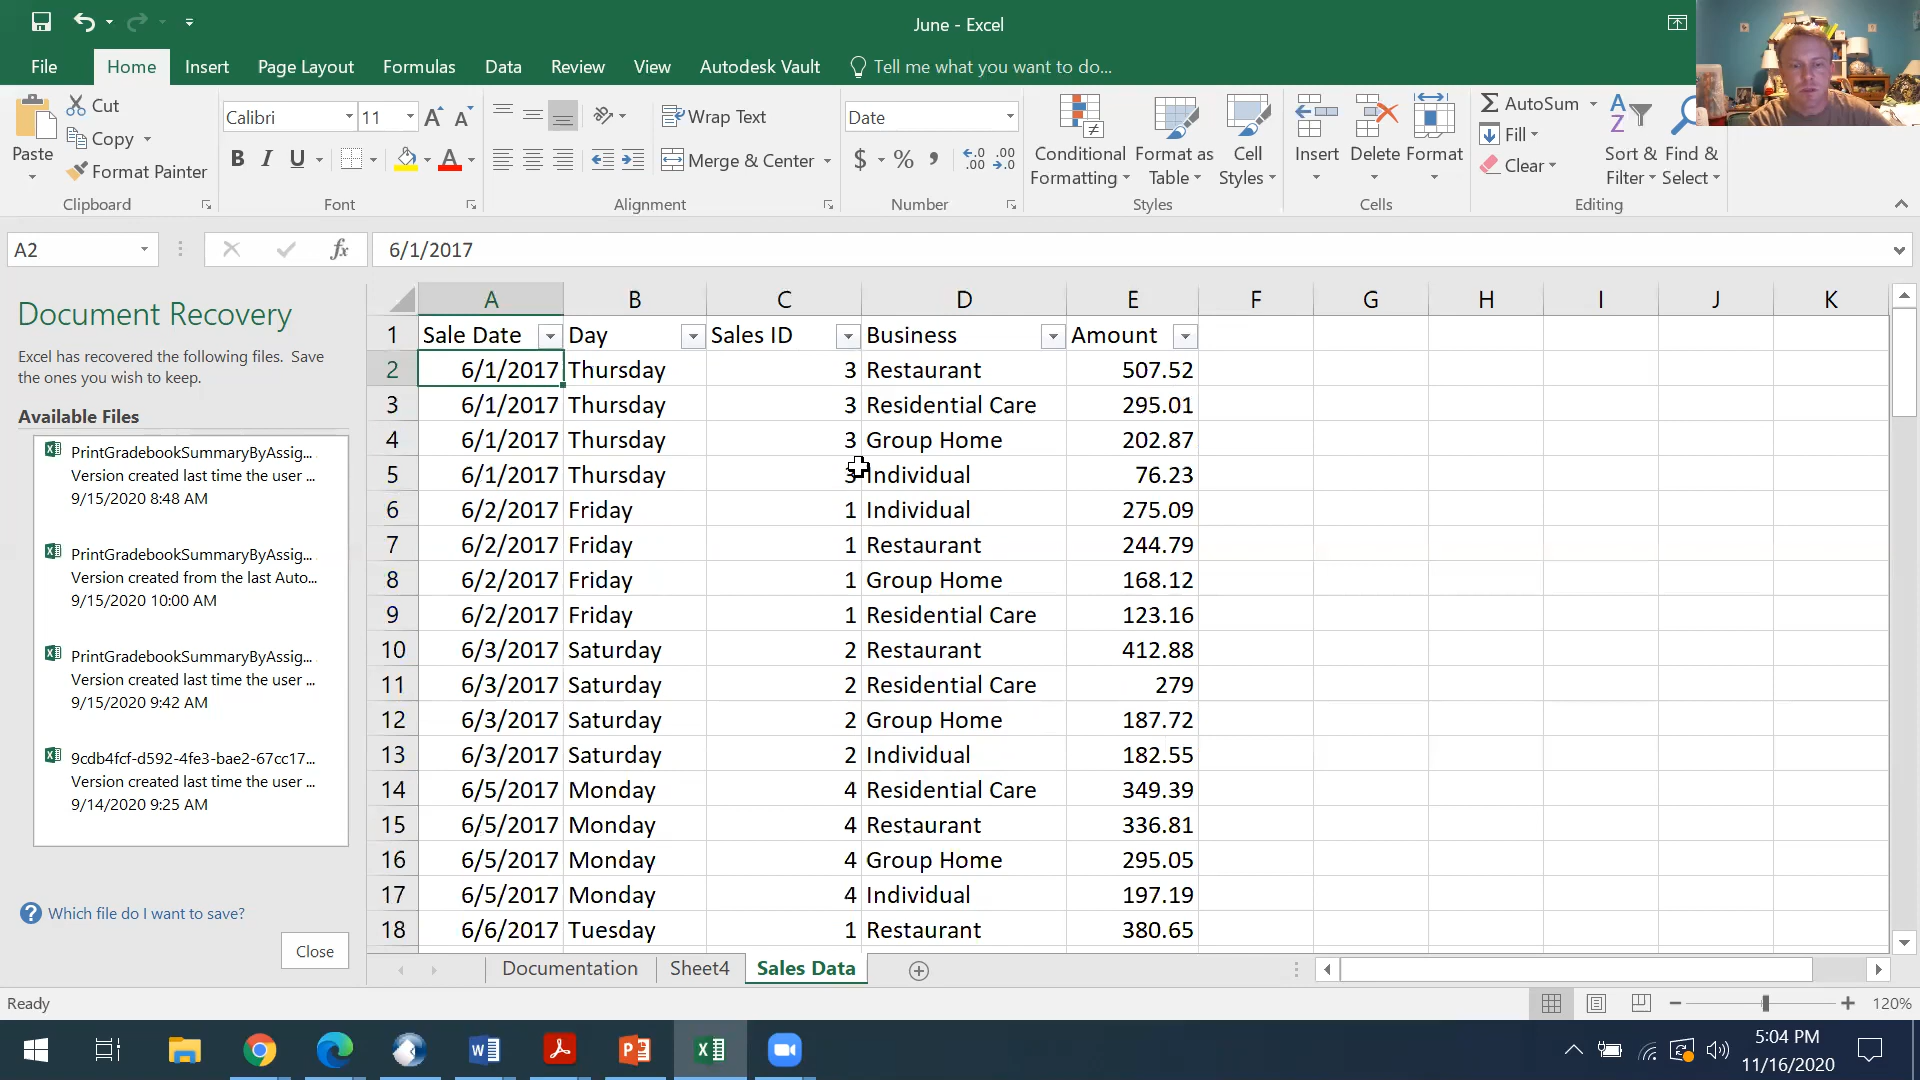 June - Excel
File Home Insert Page Layout Formulas Data Review View Autodesk Vault Tell me what you want to do...
Paste
Cut
Copy
Format Painter
Clipboard
Calibri 11
B I U
Font
Wrap Text
Merge & Center
Alignment
Date
$ % ,
Number
Conditional Formatting
Format as Table
Cell Styles
Styles
Insert Delete Format
Cells
AutoSum
Fill
Clear
Sort & Filter
Find & Select
Editing
A2 fx 6/1/2017
Document Recovery
Excel has recovered the following files. Save
the ones you wish to keep.
Available Files
PrintGradebookSummaryByAssig...
Version created last time the user ...
9/15/2020 8:48 AM
PrintGradebookSummaryByAssig...
Version created from the last Auto...
9/15/2020 10:00 AM
PrintGradebookSummaryByAssig...
Version created last time the user ...
9/15/2020 9:42 AM
9cdb4fcf-d592-4fe3-bae2-67cc17...
Version created last time the user ...
9/14/2020 9:25 AM
Which file do I want to save?
Close
A B C D E F G H I J K
1 Sale Date Day Sales ID Business Amount
2 6/1/2017 Thursday 3 Restaurant 507.52
3 6/1/2017 Thursday 3 Residential Care 295.01
4 6/1/2017 Thursday 3 Group Home 202.87
5 6/1/2017 Thursday 3 Individual 76.23
6 6/2/2017 Friday 1 Individual 275.09
7 6/2/2017 Friday 1 Restaurant 244.79
8 6/2/2017 Friday 1 Group Home 168.12
9 6/2/2017 Friday 1 Residential Care 123.16
10 6/3/2017 Saturday 2 Restaurant 412.88
11 6/3/2017 Saturday 2 Residential Care 279
12 6/3/2017 Saturday 2 Group Home 187.72
13 6/3/2017 Saturday 2 Individual 182.55
14 6/5/2017 Monday 4 Residential Care 349.39
15 6/5/2017 Monday 4 Restaurant 336.81
16 6/5/2017 Monday 4 Group Home 295.05
17 6/5/2017 Monday 4 Individual 197.19
18 6/6/2017 Tuesday 1 Restaurant 380.65
Documentation Sheet4 Sales Data
Ready
120%
5:04 PM
11/16/2020